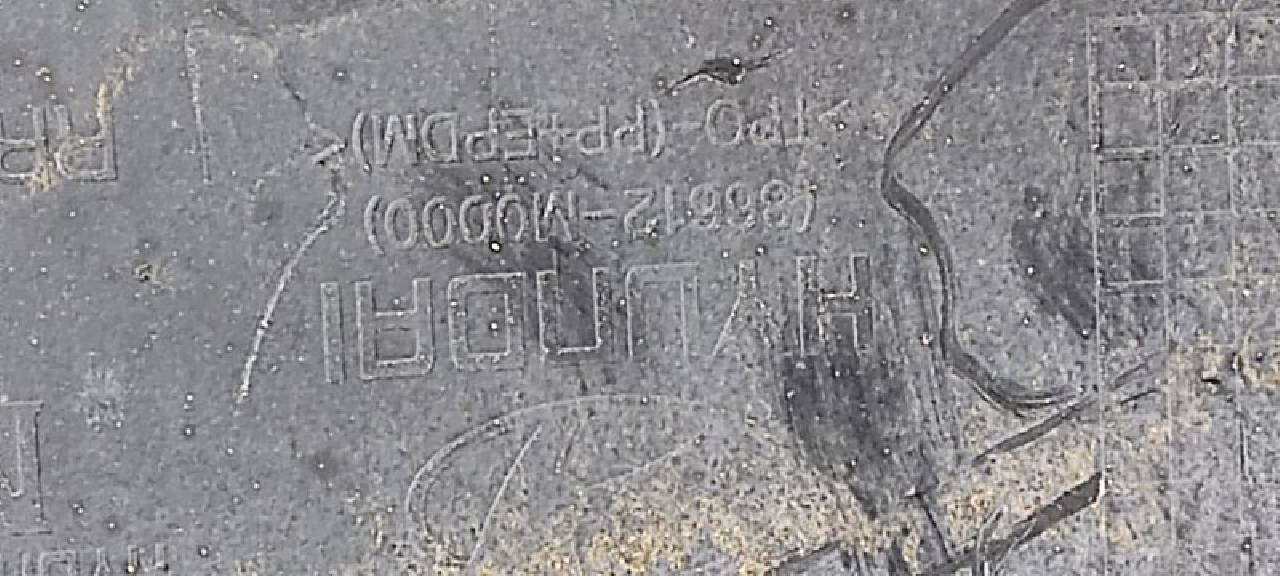 HYUNDAI
(86612-M0000)
>TPO-(PP+EPDM)<